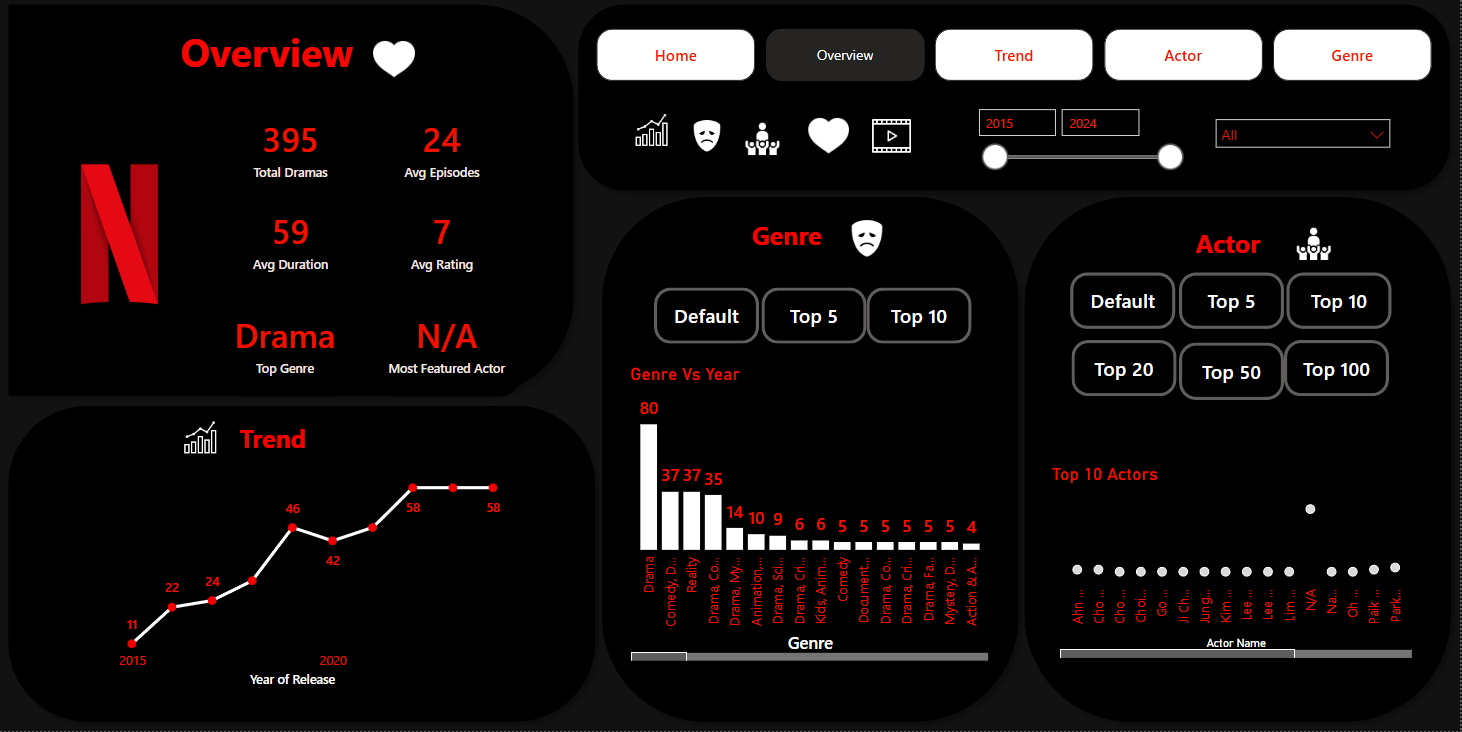 Overview
395
Total Dramas
24
Avg Episodes
59
Avg Duration
7
Avg Rating
Drama
Top Genre
N/A
Most Featured Actor
Home
Overview
Trend
Actor
Genre
2015
2024
All
Trend
11
22
24
46
42
58
58
2015
2020
Year of Release
Genre
Default
Top 5
Top 10
Genre Vs Year
80
37
37
35
14
10
9
6
6
5
5
5
5
5
5
4
Drama
Comedy, D...
Reality
Drama, Co...
Drama, My...
Animation,...
Drama, Sci...
Drama, Cri...
Kids, Anim...
Comedy
Document...
Drama, Co...
Drama, Cri...
Drama, Fa...
Mystery, D...
Action & A...
Genre
Actor
Default
Top 5
Top 10
Top 20
Top 50
Top 100
Top 10 Actors
Ahn ...
Cho ...
Cho ...
Choi...
Go ...
Ji Ch...
Jung...
Kim ...
Lee ...
Lee ...
Lim ...
N/A
Na...
Oh ...
Paik ...
Park...
Actor Name